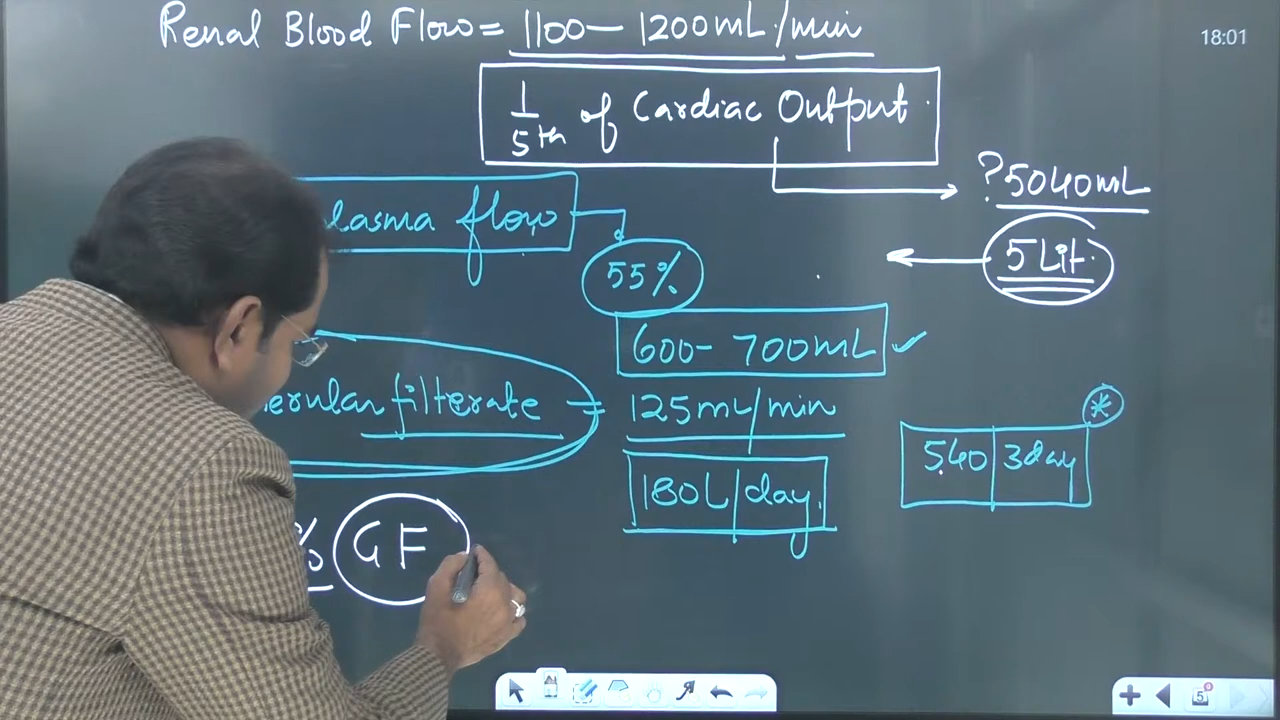 Renal Blood Flow = 1100 – 1200mL/min
18:01
1/5th of Cardiac Output
? 5040mL
lasma flow
55%
5 Lit.
600 - 700mL ✓
erular filterate = 125mL/min
540|3day *
180L|day.
% GF
5